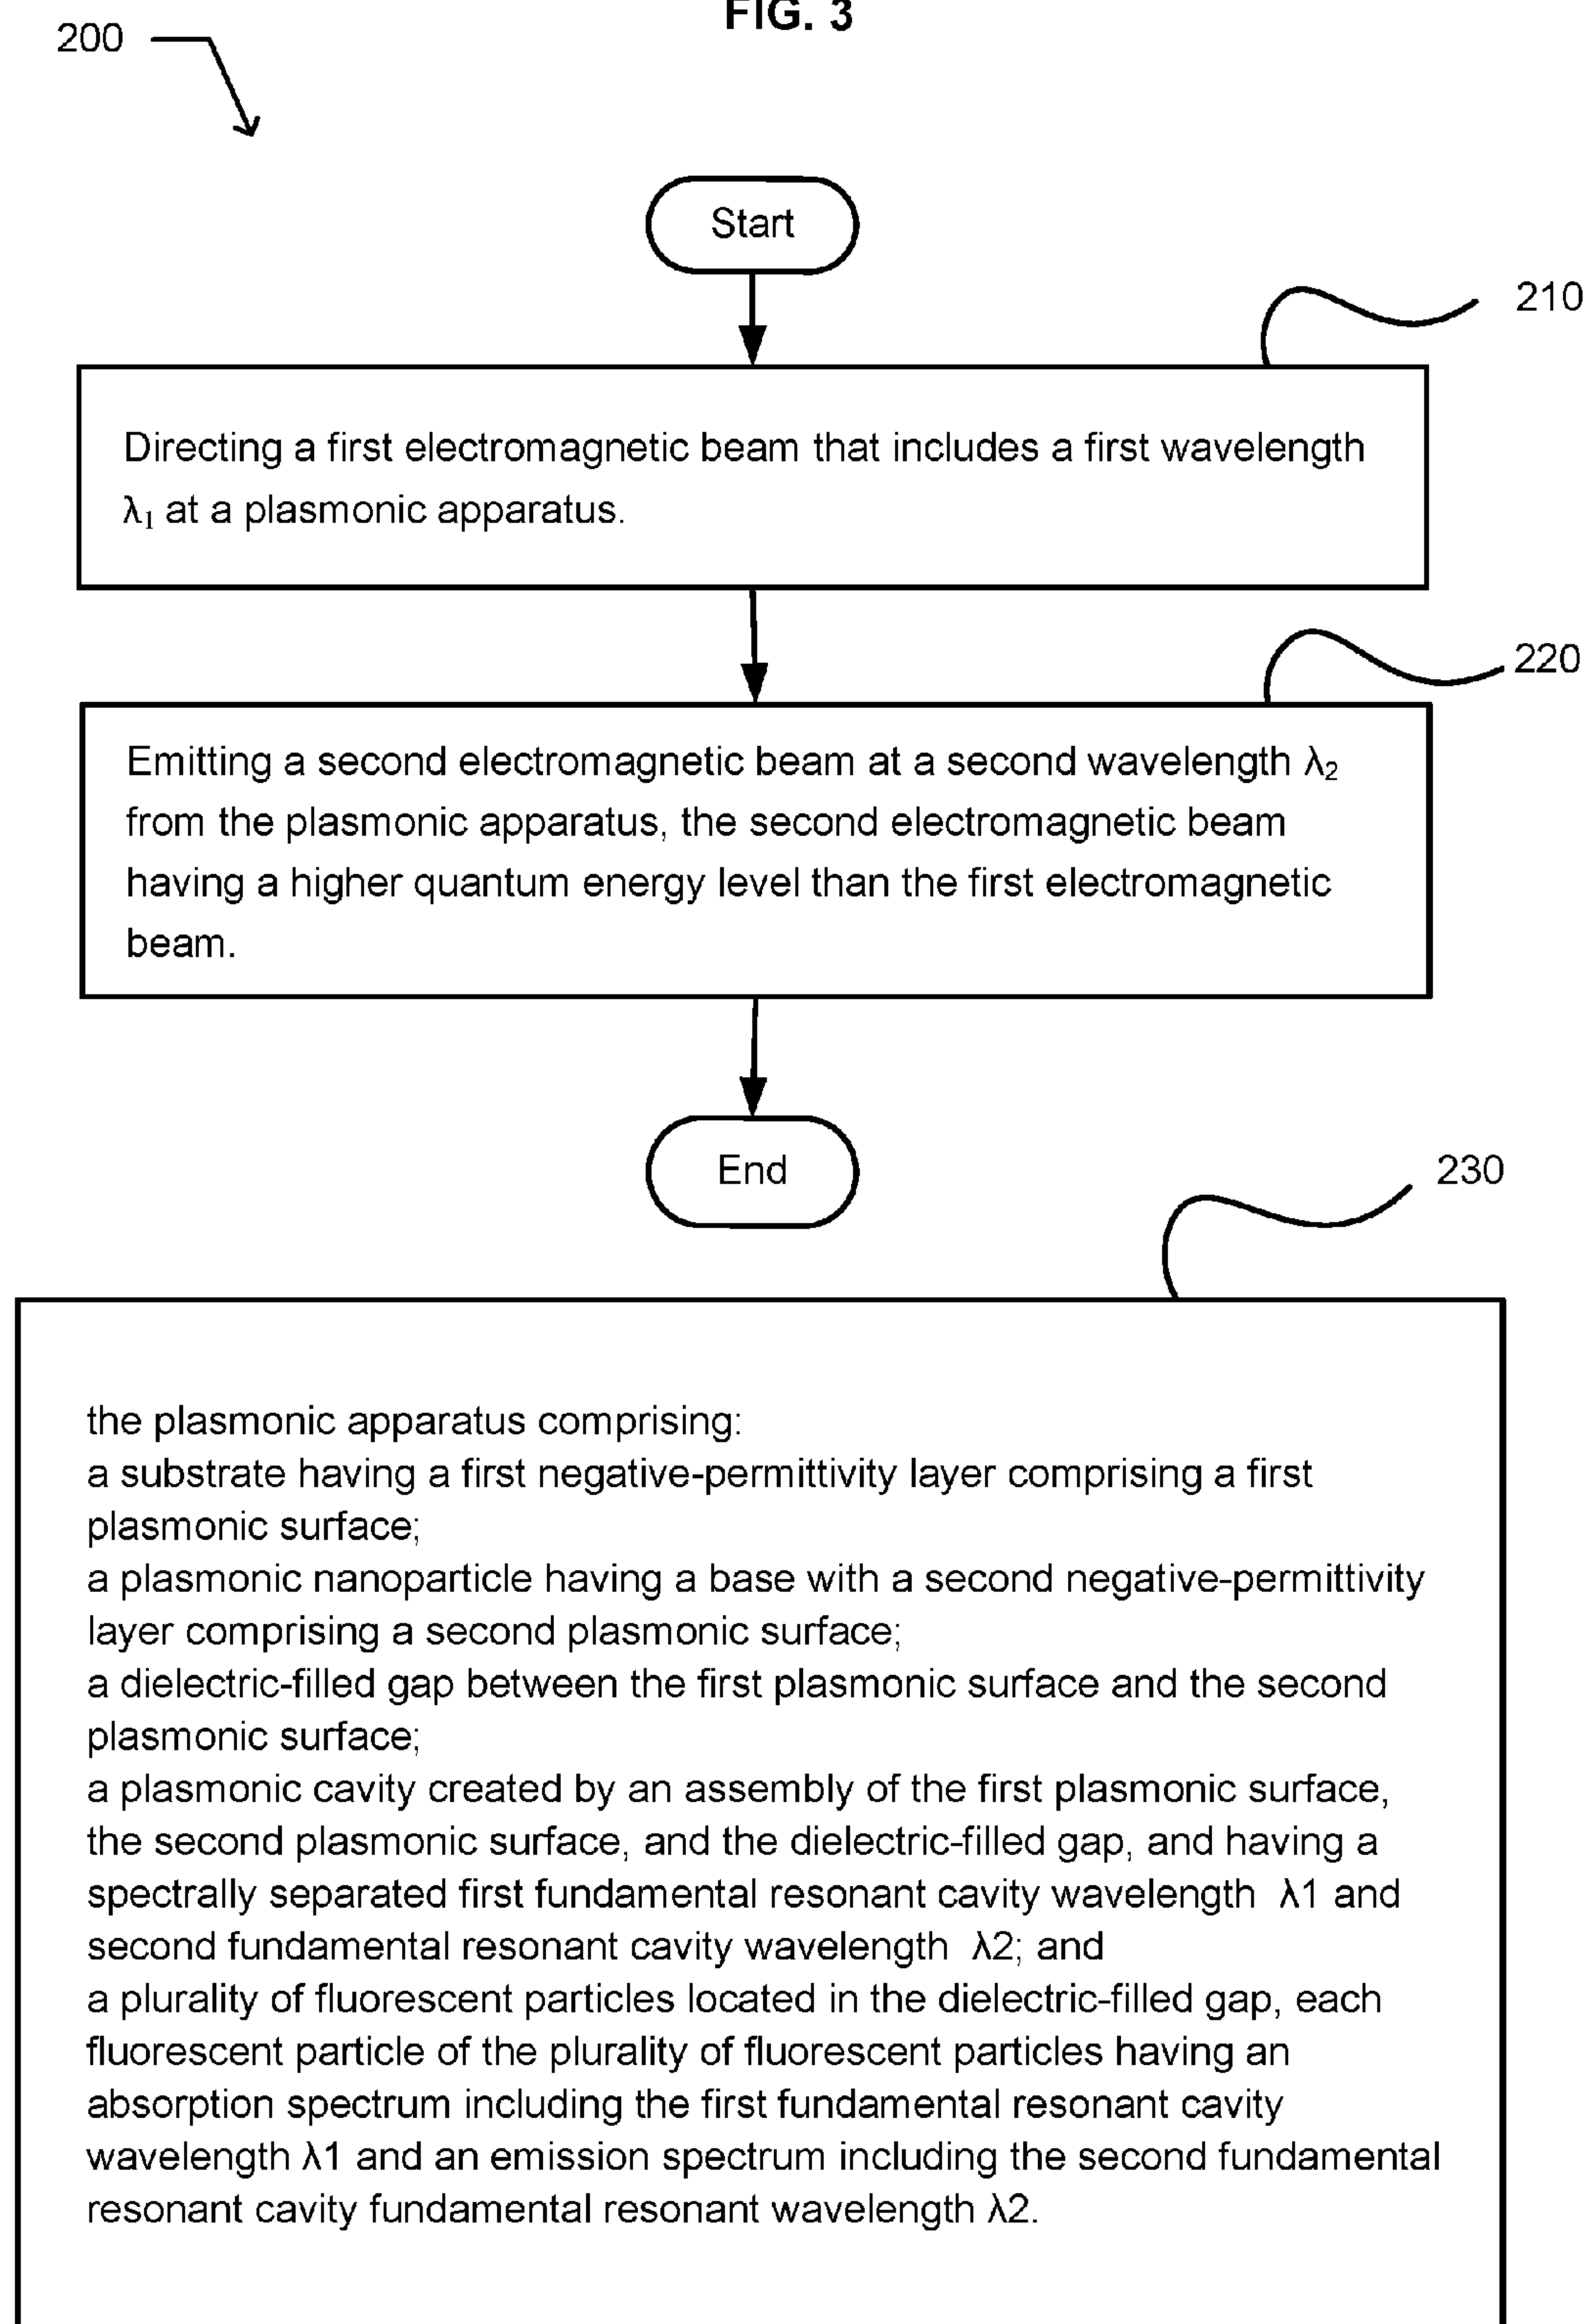 FIG. 3
200
Start
210
Directing a first electromagnetic beam that includes a first wavelength
λ₁ at a plasmonic apparatus.
220
Emitting a second electromagnetic beam at a second wavelength λ₂
from the plasmonic apparatus, the second electromagnetic beam
having a higher quantum energy level than the first electromagnetic
beam.
End
230
the plasmonic apparatus comprising:
a substrate having a first negative-permittivity layer comprising a first
plasmonic surface;
a plasmonic nanoparticle having a base with a second negative-permittivity
layer comprising a second plasmonic surface;
a dielectric-filled gap between the first plasmonic surface and the second
plasmonic surface;
a plasmonic cavity created by an assembly of the first plasmonic surface,
the second plasmonic surface, and the dielectric-filled gap, and having a
spectrally separated first fundamental resonant cavity wavelength λ1 and
second fundamental resonant cavity wavelength λ2; and
a plurality of fluorescent particles located in the dielectric-filled gap, each
fluorescent particle of the plurality of fluorescent particles having an
absorption spectrum including the first fundamental resonant cavity
wavelength λ1 and an emission spectrum including the second fundamental
resonant cavity fundamental resonant wavelength λ2.